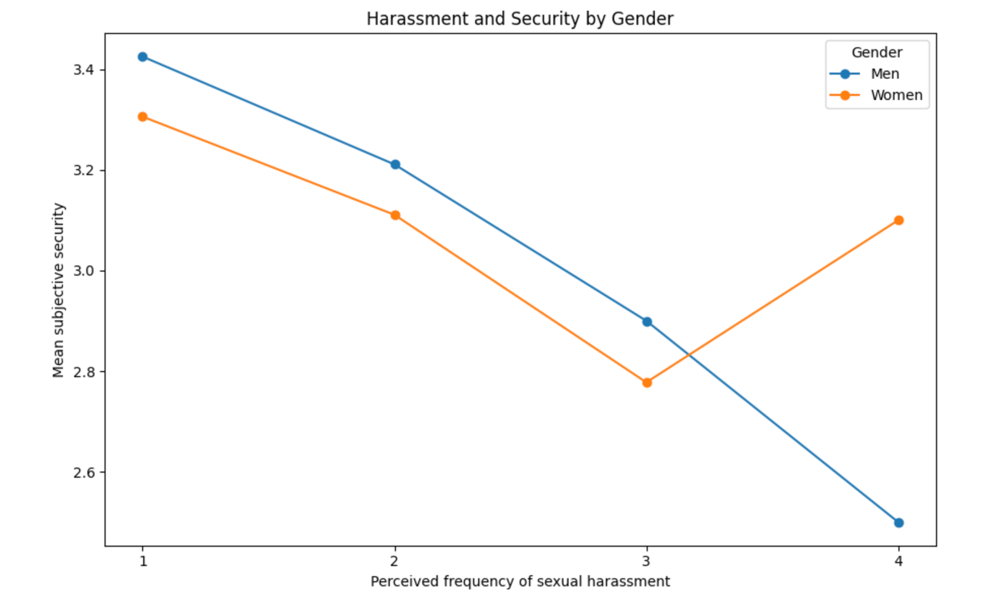 Harassment and Security by Gender
Gender
Men
Women
3.4
3.2
3.0
2.8
2.6
Mean subjective security
1 2 3 4
Perceived frequency of sexual harassment